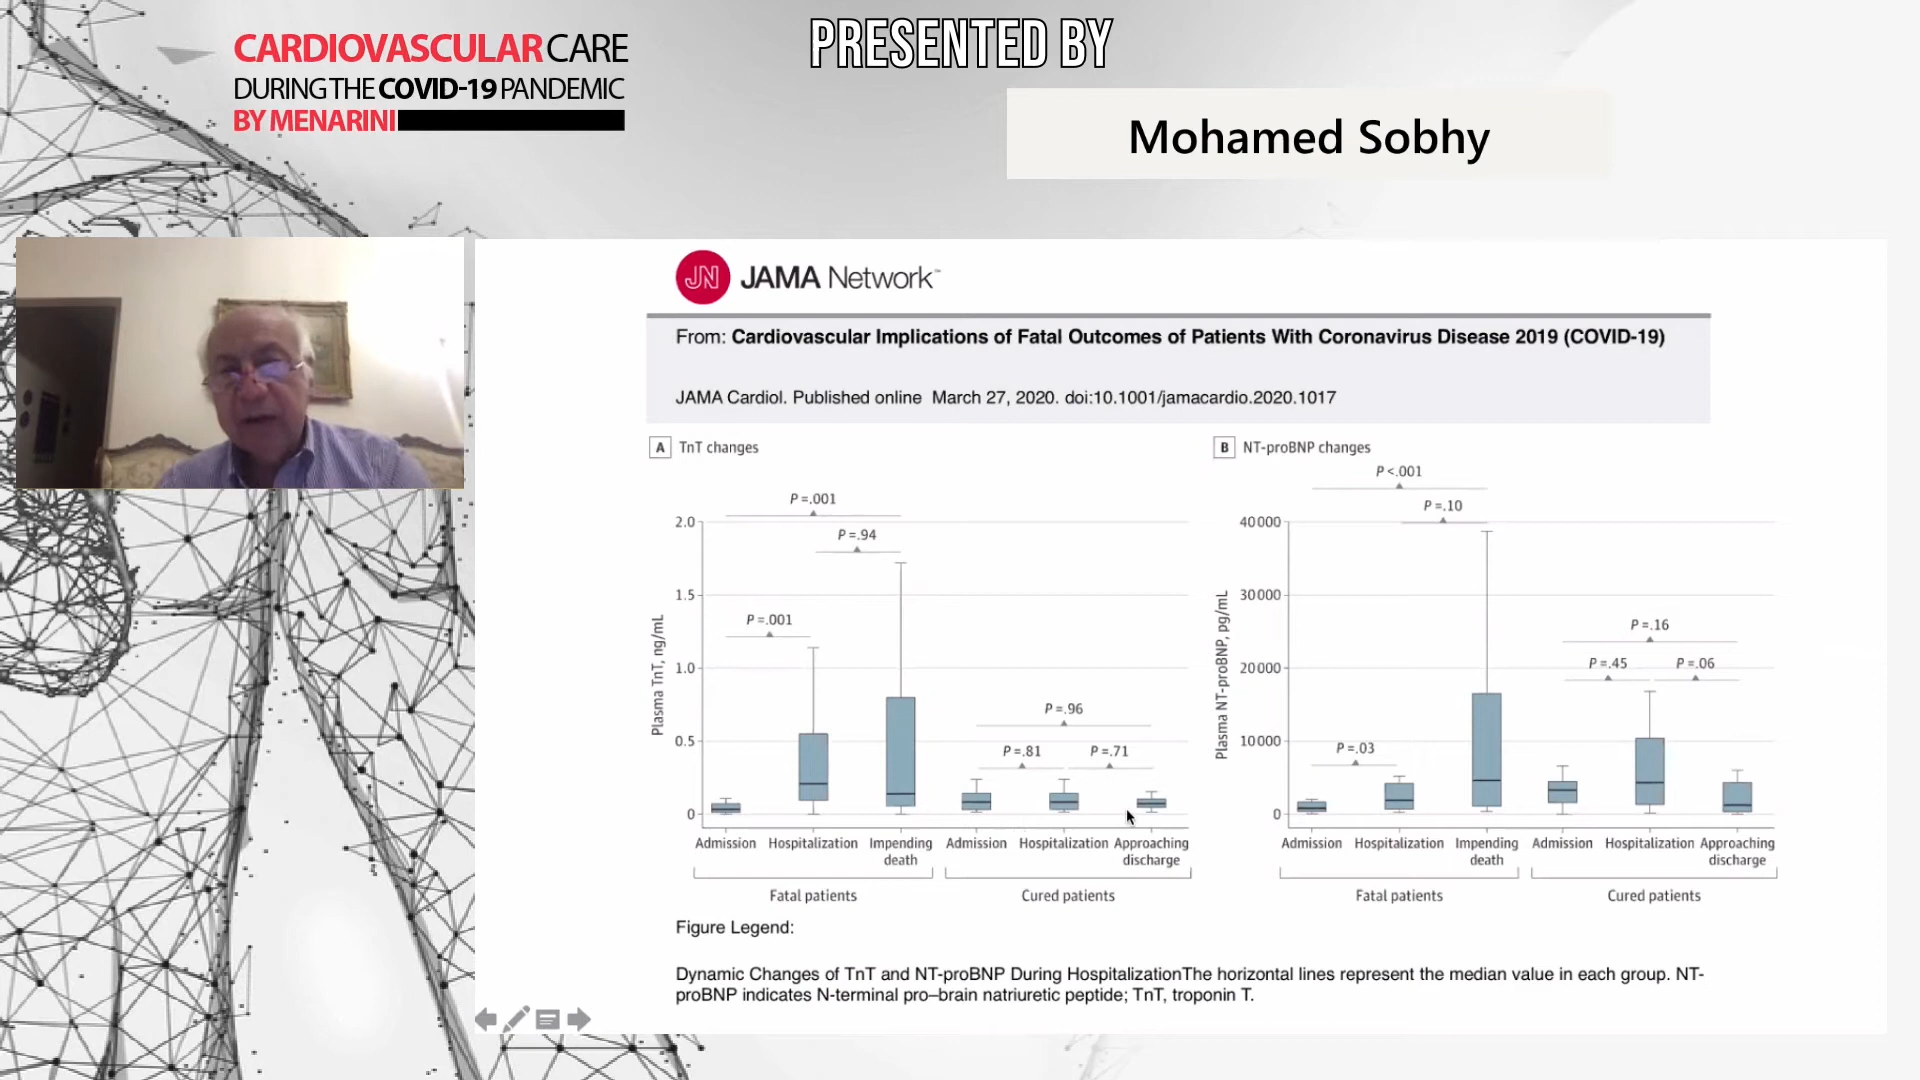 CARDIOVASCULAR CARE
DURING THE COVID-19 PANDEMIC
BY MENARINI
PRESENTED BY
Mohamed Sobhy
JN JAMA Network™
From: Cardiovascular Implications of Fatal Outcomes of Patients With Coronavirus Disease 2019 (COVID-19)
JAMA Cardiol. Published online March 27, 2020. doi:10.1001/jamacardio.2020.1017
A TnT changes
P =.001
P =.94
P =.001
P =.96
P =.81
P =.71
Plasma TnT, ng/mL
2.0
1.5
1.0
0.5
0
Admission
Hospitalization
Impending
death
Admission
Hospitalization
Approaching
discharge
Fatal patients
Cured patients
B NT-proBNP changes
P <.001
P =.10
P =.16
P =.45
P =.06
P =.03
Plasma NT-proBNP, pg/mL
40000
30000
20000
10000
0
Admission
Hospitalization
Impending
death
Admission
Hospitalization
Approaching
discharge
Fatal patients
Cured patients
Figure Legend:
Dynamic Changes of TnT and NT-proBNP During HospitalizationThe horizontal lines represent the median value in each group. NT-
proBNP indicates N-terminal pro–brain natriuretic peptide; TnT, troponin T.